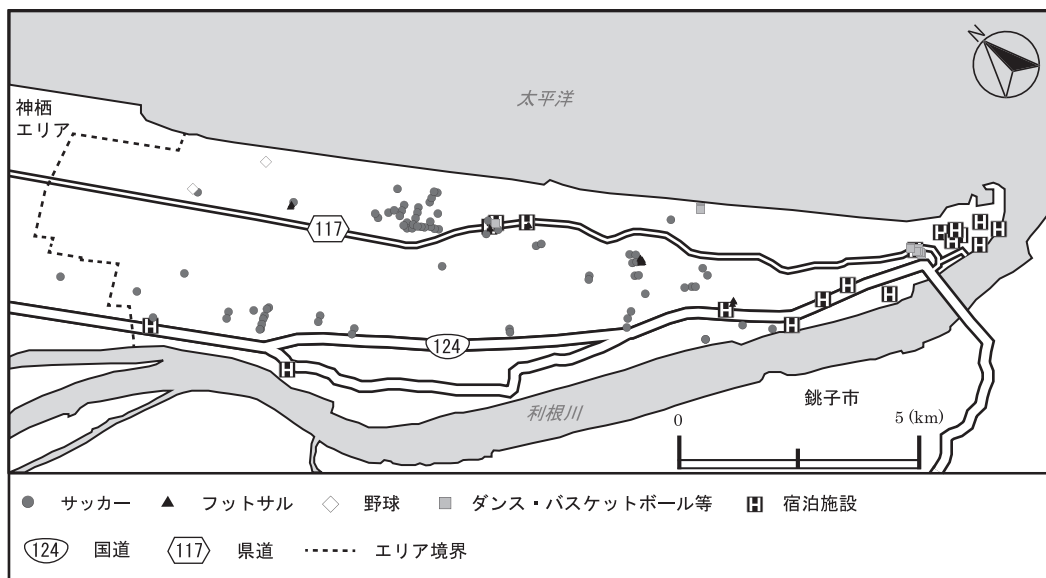 N
太平洋
神栖
エリア
117
124
利根川
銚子市
0
5 (km)
サッカー
フットサル
野球
ダンス・バスケットボール等
H
宿泊施設
124
国道
117
県道
エリア境界